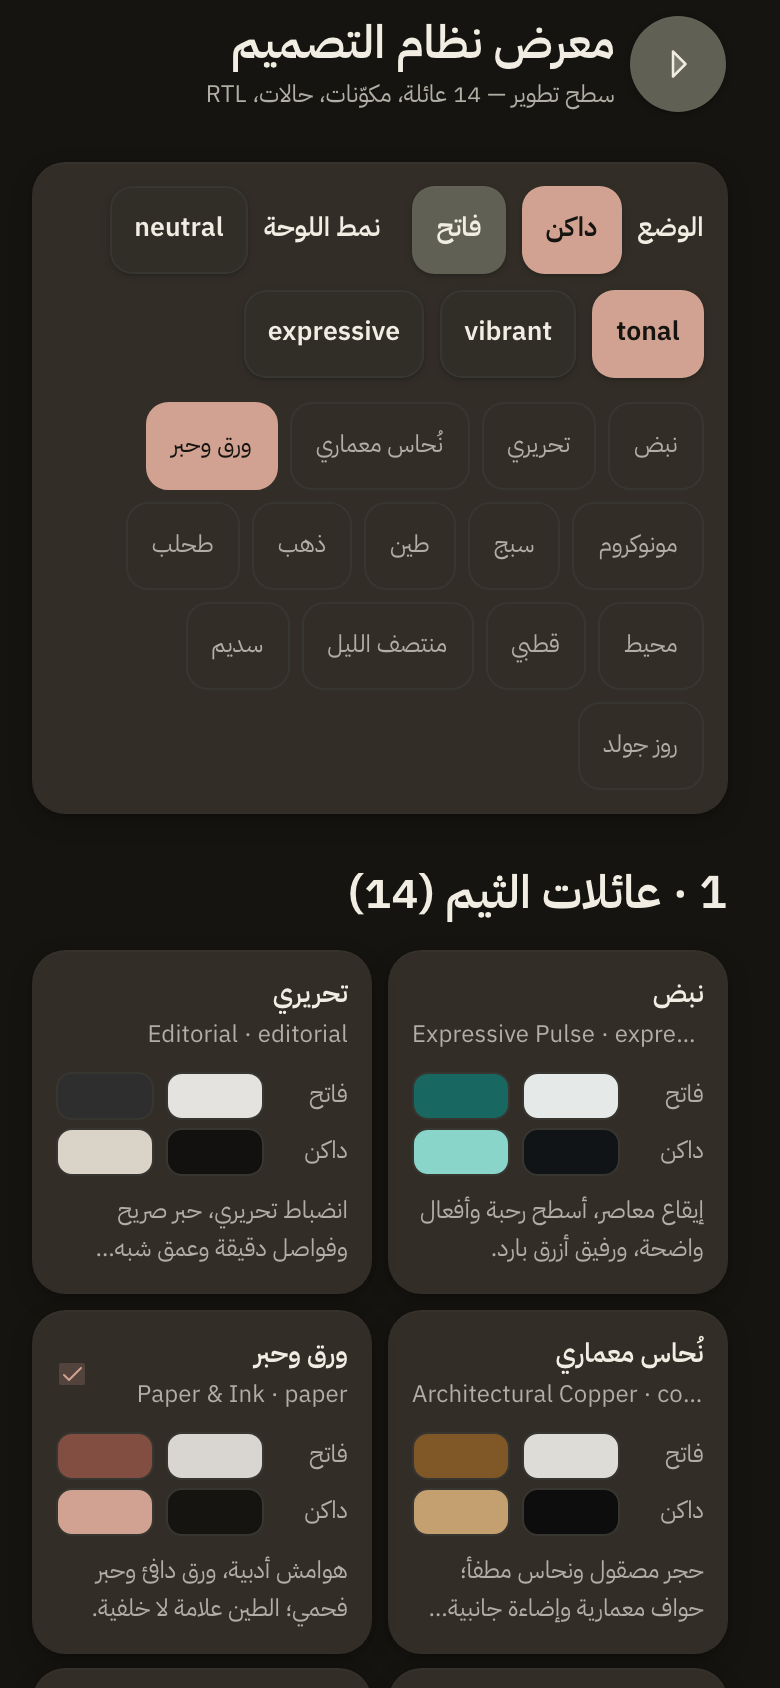 معرض نظام التصميم
سطح تطوير — 14 عائلة، مكوّنات، حالات، RTL
الوضع داكن فاتح نمط اللوحة neutral
tonal vibrant expressive
نبض تحريري نُحاس معماري ورق وحبر
مونوكروم سبج طين ذهب طحلب
محيط قطبي منتصف الليل سديم
روز جولد
1 · عائلات الثيم (14)
نبض
Expressive Pulse · expre...
فاتح
داكن
إيقاع معاصر، أسطح رحبة وأفعال
واضحة، ورفيق أزرق بارد.
تحريري
Editorial · editorial
فاتح
داكن
انضباط تحريري، حبر صريح
وفواصل دقيقة وعمق شبه...
نُحاس معماري
Architectural Copper · co...
فاتح
داكن
حجر مصقول ونحاس مطفأ؛
حواف معمارية وإضاءة جانبية...
ورق وحبر
Paper & Ink · paper
فاتح
داكن
هوامش أدبية، ورق دافئ وحبر
فحمي؛ الطين علامة لا خلفية.